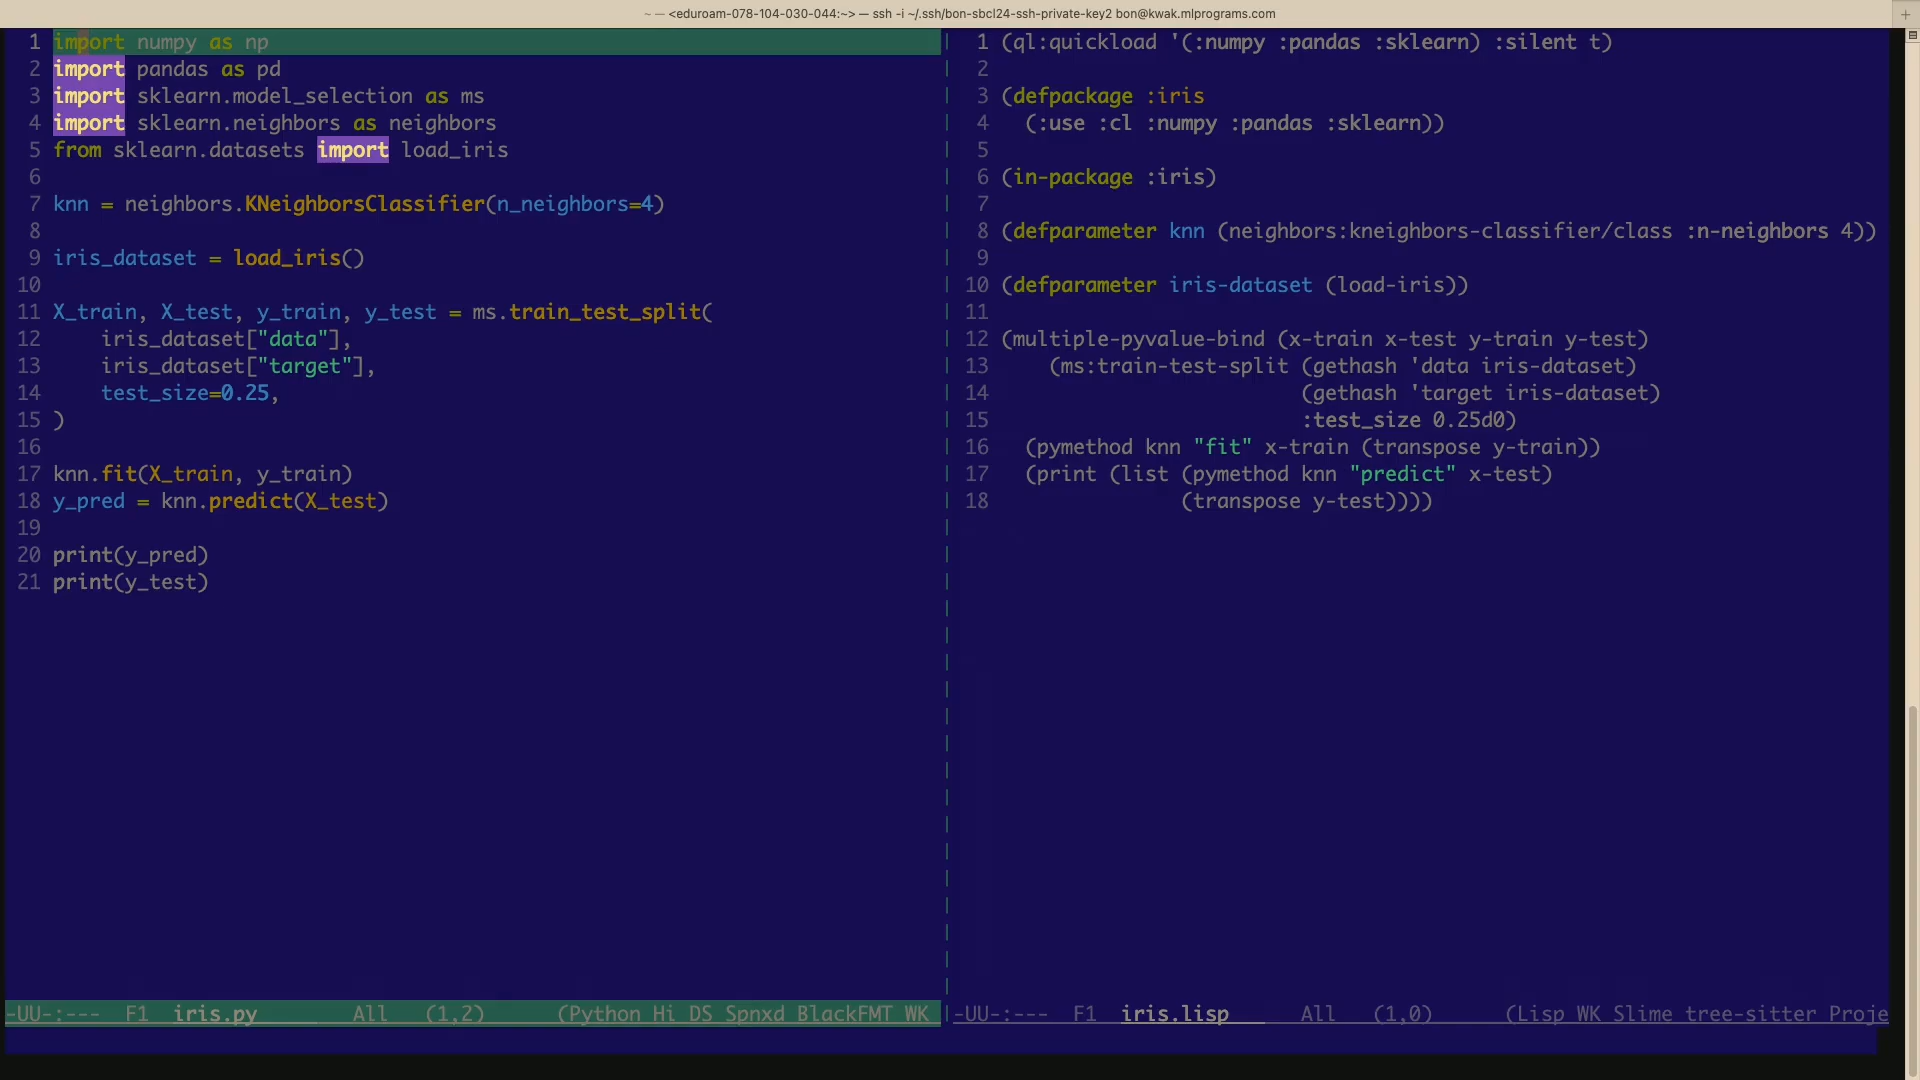 ~ — <eduroam-078-104-030-044:~> — ssh -i ~/.ssh/bon-sbcl24-ssh-private-key2 bon@kwak.mlprograms.com
1 import numpy as np
2 import pandas as pd
3 import sklearn.model_selection as ms
4 import sklearn.neighbors as neighbors
5 from sklearn.datasets import load_iris
6
7 knn = neighbors.KNeighborsClassifier(n_neighbors=4)
8
9 iris_dataset = load_iris()
10
11 X_train, X_test, y_train, y_test = ms.train_test_split(
12     iris_dataset["data"],
13     iris_dataset["target"],
14     test_size=0.25,
15 )
16
17 knn.fit(X_train, y_train)
18 y_pred = knn.predict(X_test)
19
20 print(y_pred)
21 print(y_test)
-UU-:---  F1  iris.py        All   (1,2)      (Python Hi DS Spnxd BlackFMT WK
1 (ql:quickload '(:numpy :pandas :sklearn) :silent t)
2
3 (defpackage :iris
4   (:use :cl :numpy :pandas :sklearn))
5
6 (in-package :iris)
7
8 (defparameter knn (neighbors:kneighbors-classifier/class :n-neighbors 4))
9
10 (defparameter iris-dataset (load-iris))
11
12 (multiple-pyvalue-bind (x-train x-test y-train y-test)
13     (ms:train-test-split (gethash 'data iris-dataset)
14                          (gethash 'target iris-dataset)
15                          :test_size 0.25d0)
16   (pymethod knn "fit" x-train (transpose y-train))
17   (print (list (pymethod knn "predict" x-test)
18                (transpose y-test))))
-UU-:---  F1  iris.lisp      All   (1,0)      (Lisp WK Slime tree-sitter Proje